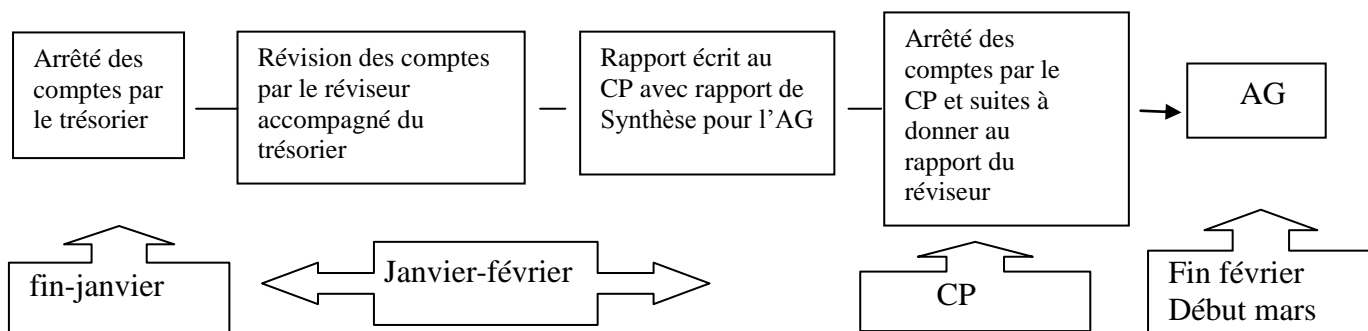 Arrêté des
comptes par
le trésorier
Révision des comptes
par le réviseur
accompagné du
trésorier
Rapport écrit au
CP avec rapport de
Synthèse pour l’AG
Arrêté des
comptes par le
CP et suites à
donner au
rapport du
réviseur
AG
fin-janvier
Janvier-février
CP
Fin février
Début mars